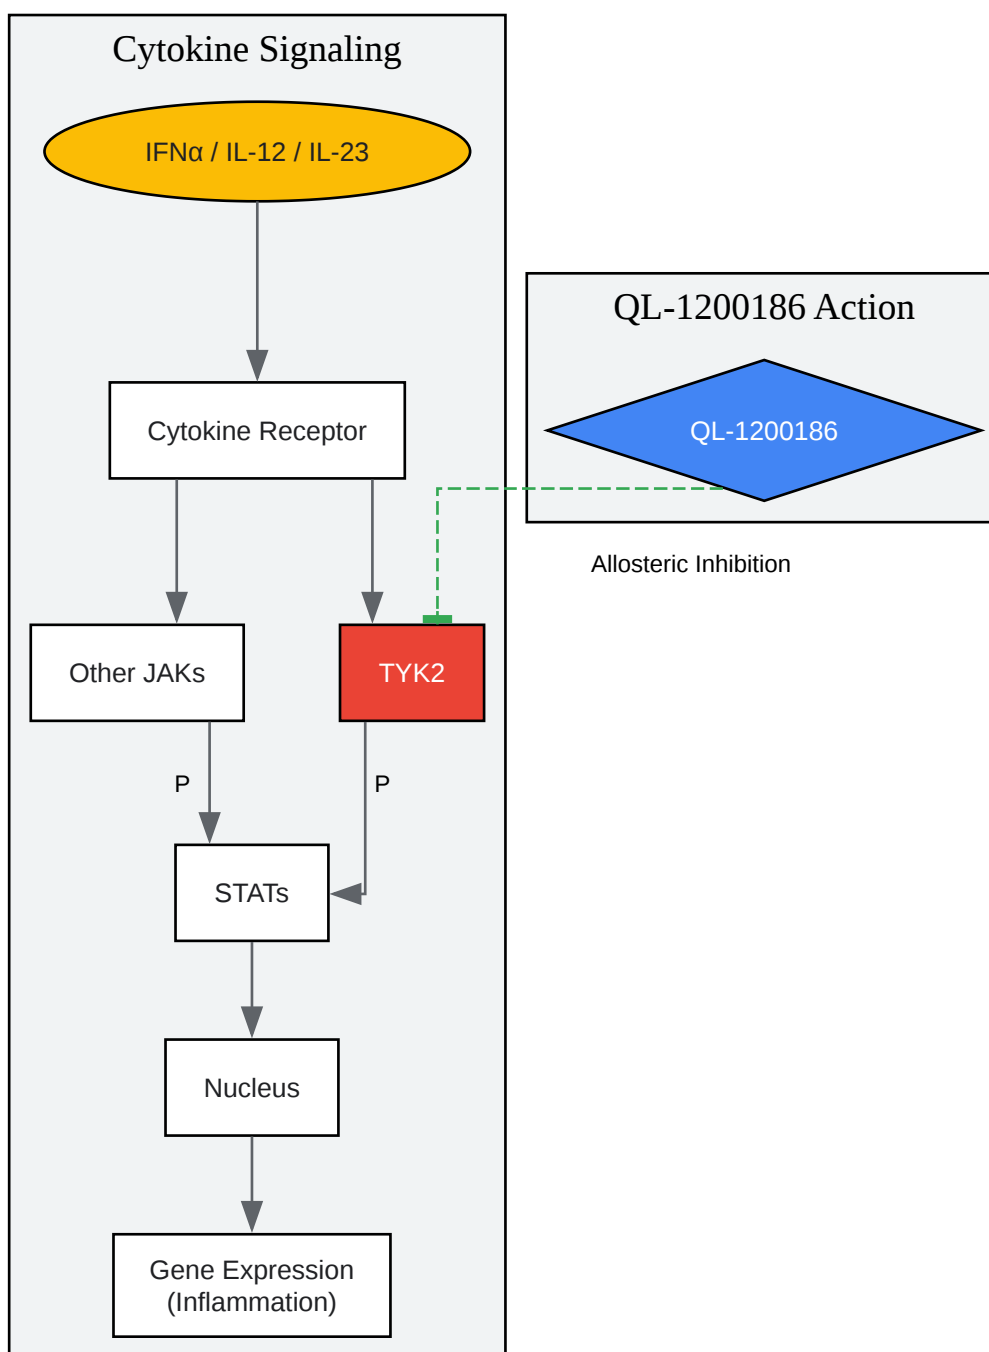 Cytokine Signaling
IFNα / IL-12 / IL-23
QL-1200186 Action
Cytokine Receptor
QL-1200186
Allosteric Inhibition
Other JAKs
TYK2
P
P
STATs
Nucleus
Gene Expression
(Inflammation)